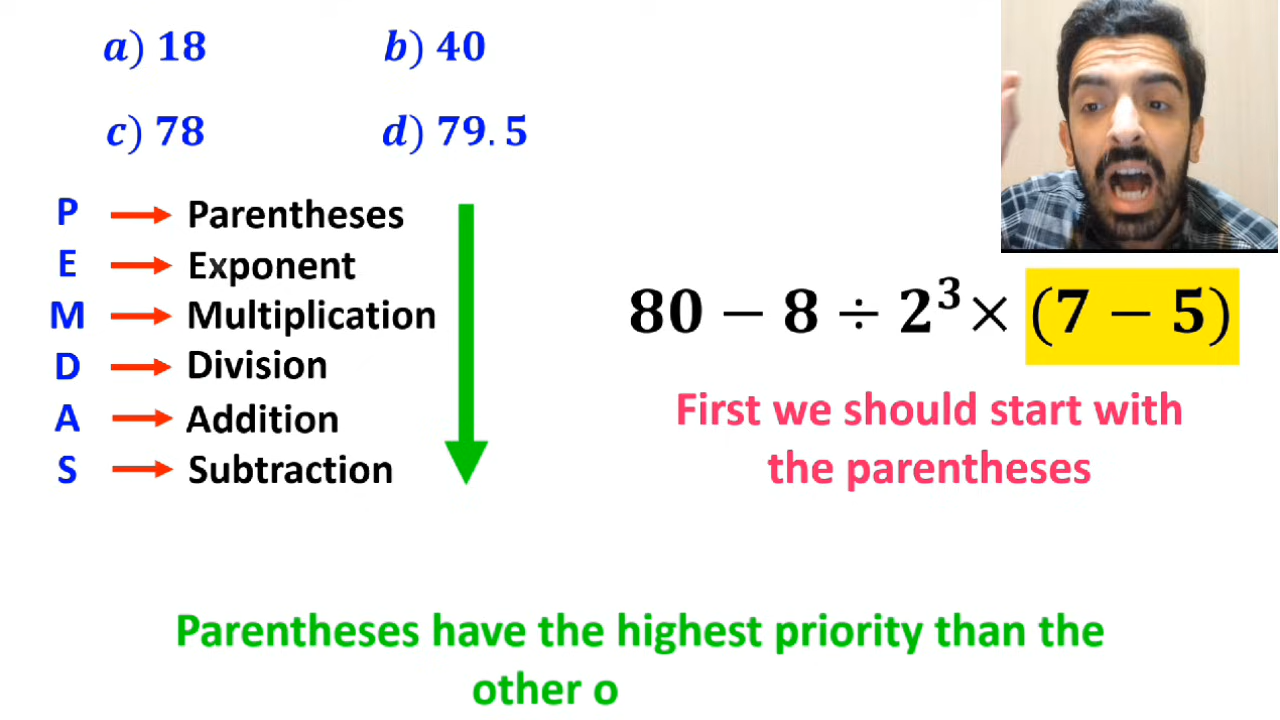 a) 18 b) 40
c) 78 d) 79.5
P → Parentheses
E → Exponent
M → Multiplication
D → Division
A → Addition
S → Subtraction
80 − 8 ÷ 2³ × (7 − 5)
First we should start with
the parentheses
Parentheses have the highest priority than the
other o